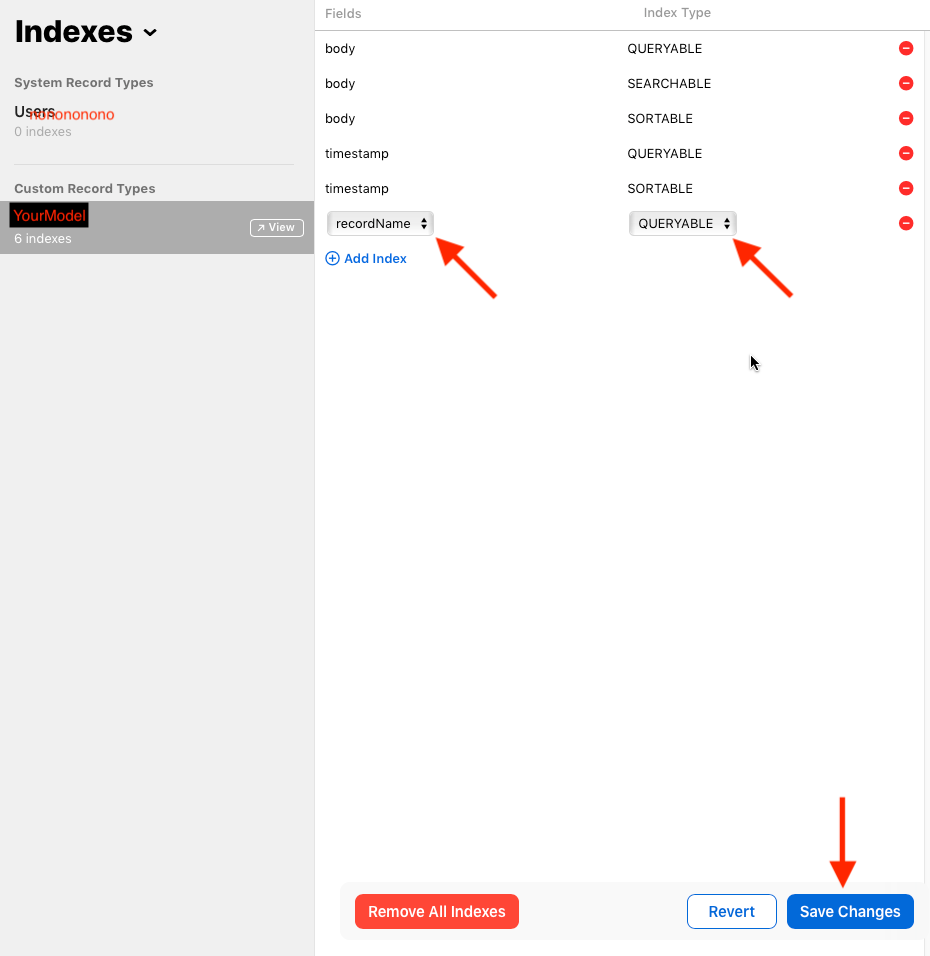 Indexes
System Record Types
Users
nonononono
0 indexes
Custom Record Types
YourModel
View
6 indexes
Fields Index Type
body QUERYABLE
body SEARCHABLE
body SORTABLE
timestamp QUERYABLE
timestamp SORTABLE
recordName QUERYABLE
Add Index
Remove All Indexes Revert Save Changes